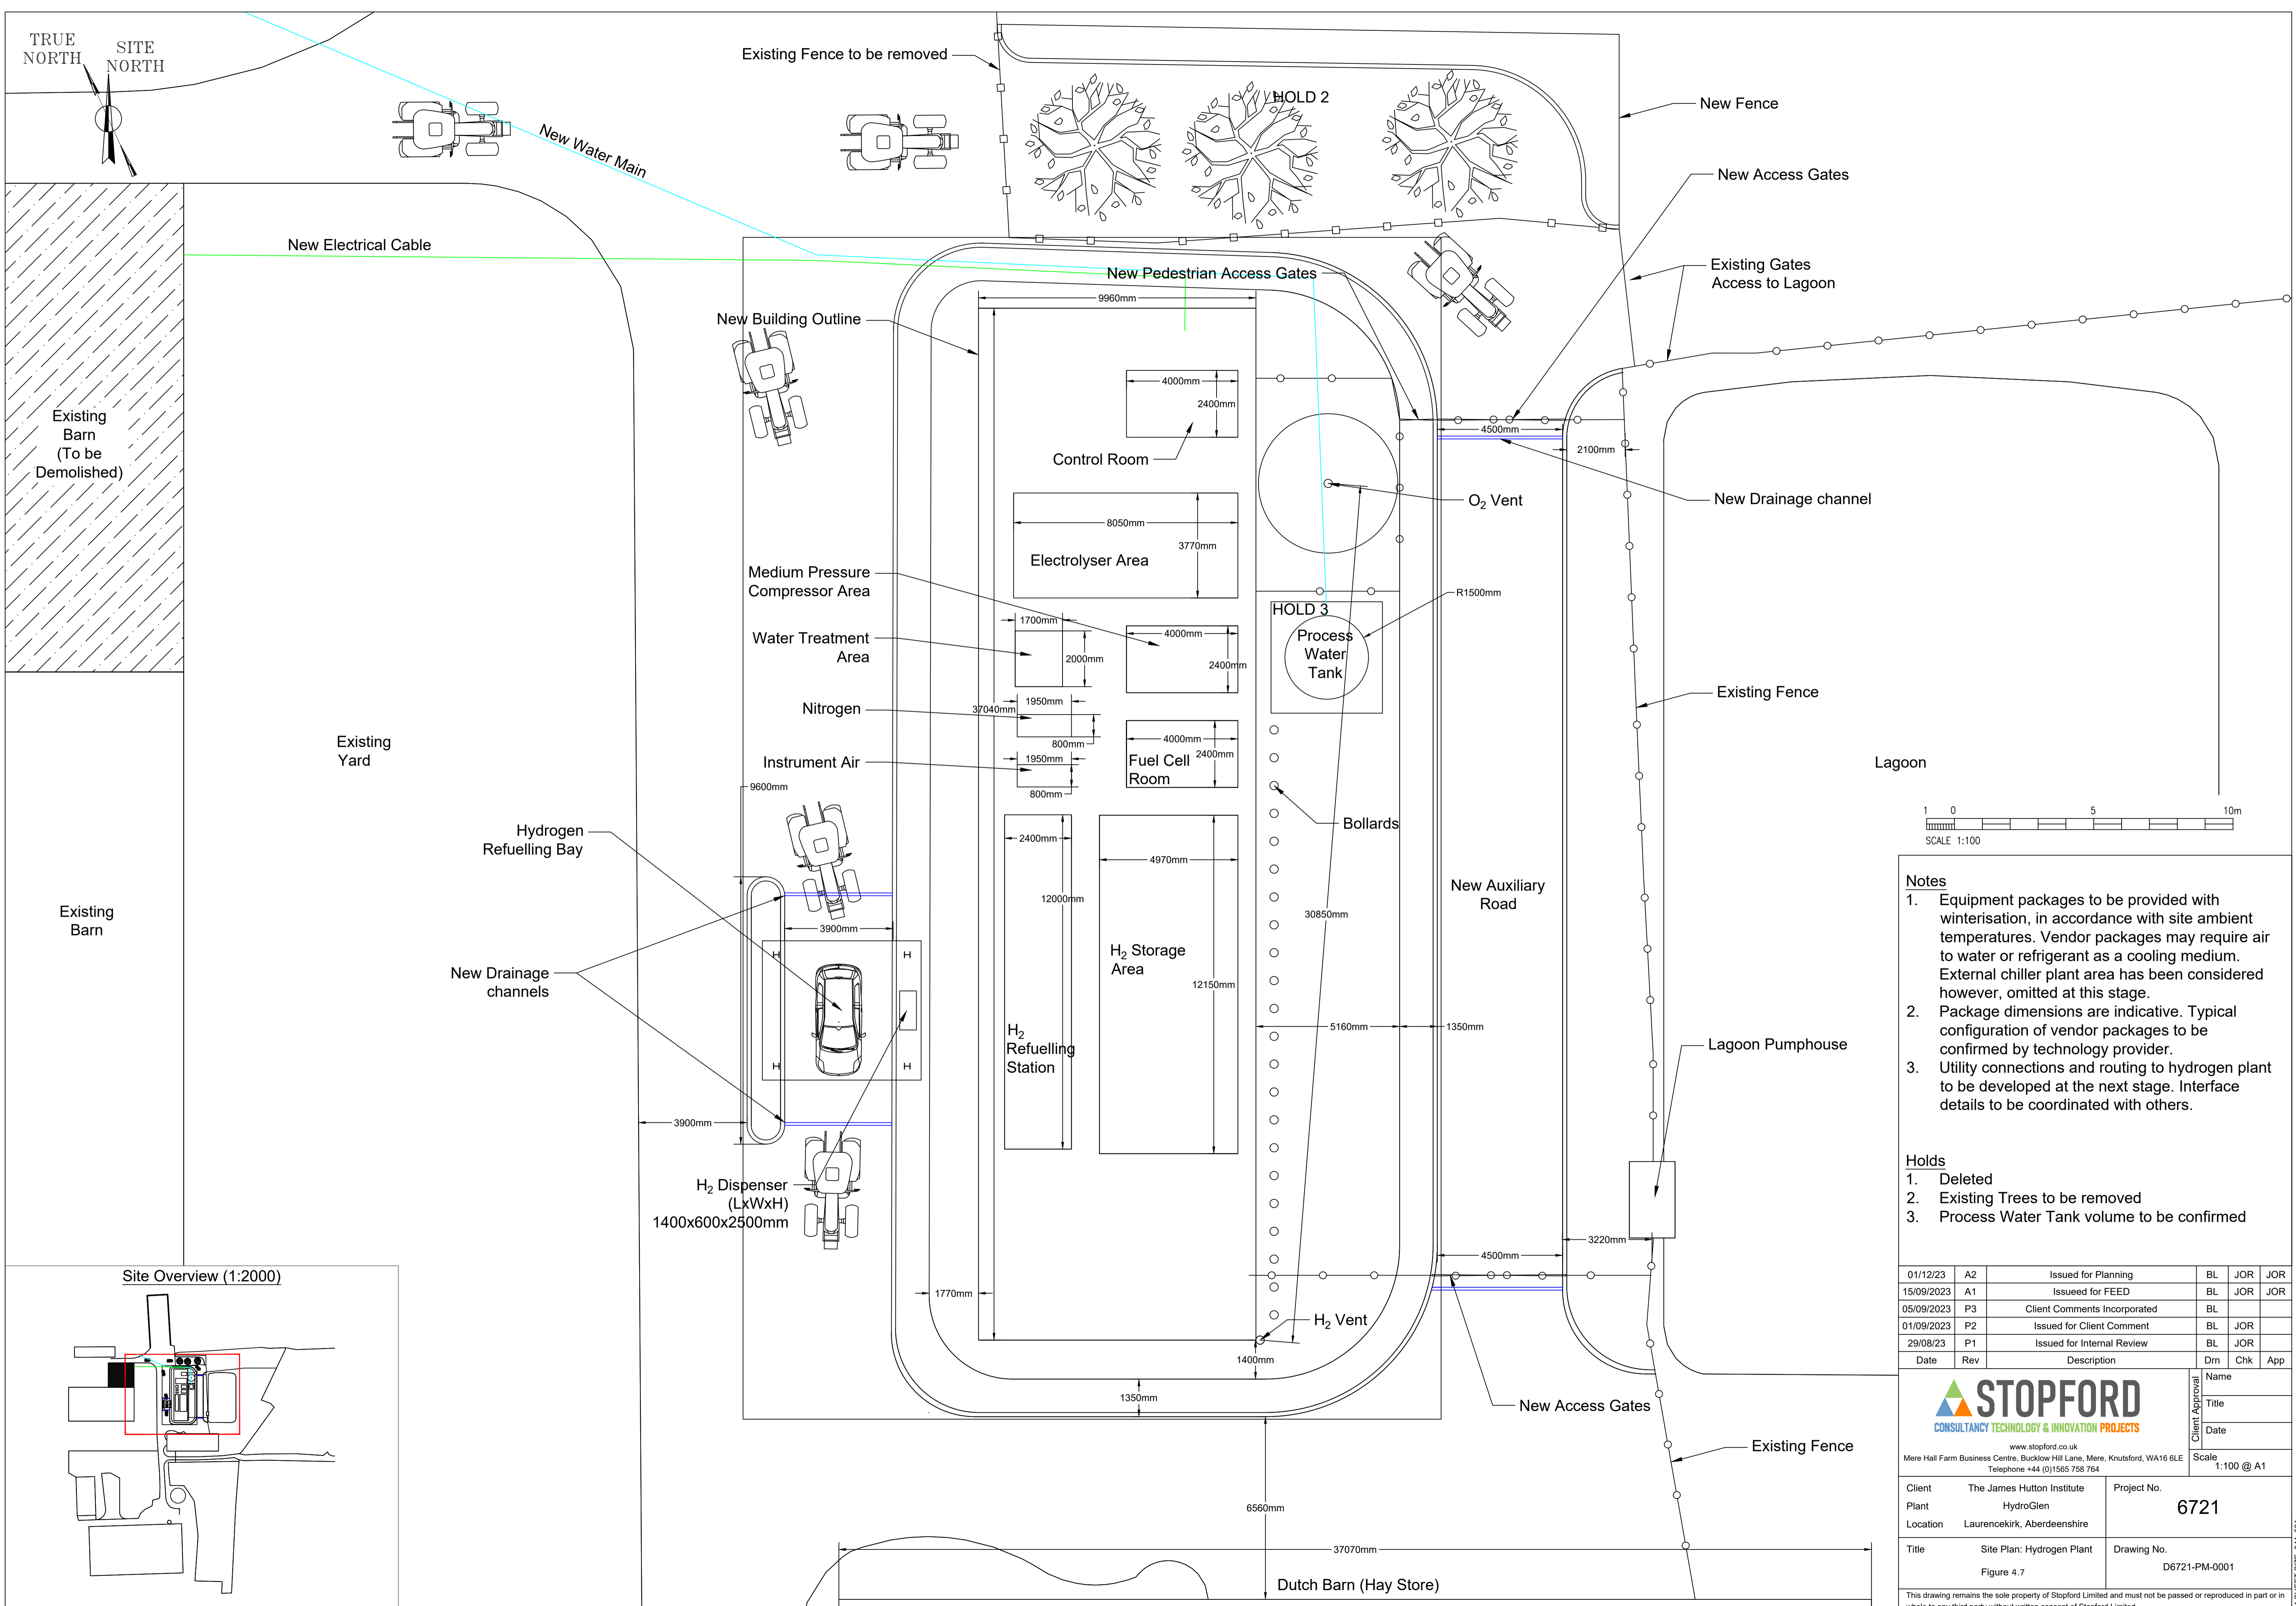 TRUE
NORTH
SITE
NORTH
Existing Fence to be removed
HOLD 2
New Fence
New Water Main
New Access Gates
New Electrical Cable
New Pedestrian Access Gates
Existing Gates
Access to Lagoon
9960mm
New Building Outline
4000mm
2400mm
Existing
Barn
(To be
Demolished)
Control Room
4500mm
2100mm
O2 Vent
New Drainage channel
8050mm
3770mm
Electrolyser Area
Medium Pressure
Compressor Area
R1500mm
HOLD 3
Process
Water
Tank
1700mm
4000mm
Water Treatment
Area
2000mm
2400mm
Existing Fence
1950mm
Nitrogen
37040mm
800mm
4000mm
2400mm
Fuel Cell
Room
Existing
Yard
Instrument Air
1950mm
800mm
Lagoon
9600mm
Bollards
1 0 5 10m
SCALE 1:100
Hydrogen
Refuelling Bay
2400mm
4970mm
12000mm
New Auxiliary
Road
30850mm
Existing
Barn
3900mm
H H
H2 Storage
Area
12150mm
New Drainage
channels
H2
Refuelling
Station
5160mm
1350mm
Lagoon Pumphouse
H H
3900mm
H2 Dispenser
(LxWxH)
1400x600x2500mm
3220mm
4500mm
1770mm
H2 Vent
1400mm
1350mm
New Access Gates
Existing Fence
6560mm
37070mm
Dutch Barn (Hay Store)
Site Overview (1:2000)
Notes
1. Equipment packages to be provided with
winterisation, in accordance with site ambient
temperatures. Vendor packages may require air
to water or refrigerant as a cooling medium.
External chiller plant area has been considered
however, omitted at this stage.
2. Package dimensions are indicative. Typical
configuration of vendor packages to be
confirmed by technology provider.
3. Utility connections and routing to hydrogen plant
to be developed at the next stage. Interface
details to be coordinated with others.
Holds
1. Deleted
2. Existing Trees to be removed
3. Process Water Tank volume to be confirmed
01/12/23 A2 Issued for Planning BL JOR JOR
15/09/2023 A1 Issueed for FEED BL JOR JOR
05/09/2023 P3 Client Comments Incorporated BL
01/09/2023 P2 Issued for Client Comment BL JOR
29/08/23 P1 Issued for Internal Review BL JOR
Date Rev Description Drn Chk App
STOPFORD
CONSULTANCY TECHNOLOGY & INNOVATION PROJECTS
www.stopford.co.uk
Mere Hall Farm Business Centre, Bucklow Hill Lane, Mere, Knutsford, WA16 6LE
Telephone +44 (0)1565 758 764
Client Approval
Name
Title
Date
Scale
1:100 @ A1
Client The James Hutton Institute
Plant HydroGlen
Location Laurencekirk, Aberdeenshire
Project No.
6721
Title Site Plan: Hydrogen Plant
Figure 4.7
Drawing No.
D6721-PM-0001
This drawing remains the sole property of Stopford Limited and must not be passed or reproduced in part or in
whole to any third party without written consent of Stopford Limited